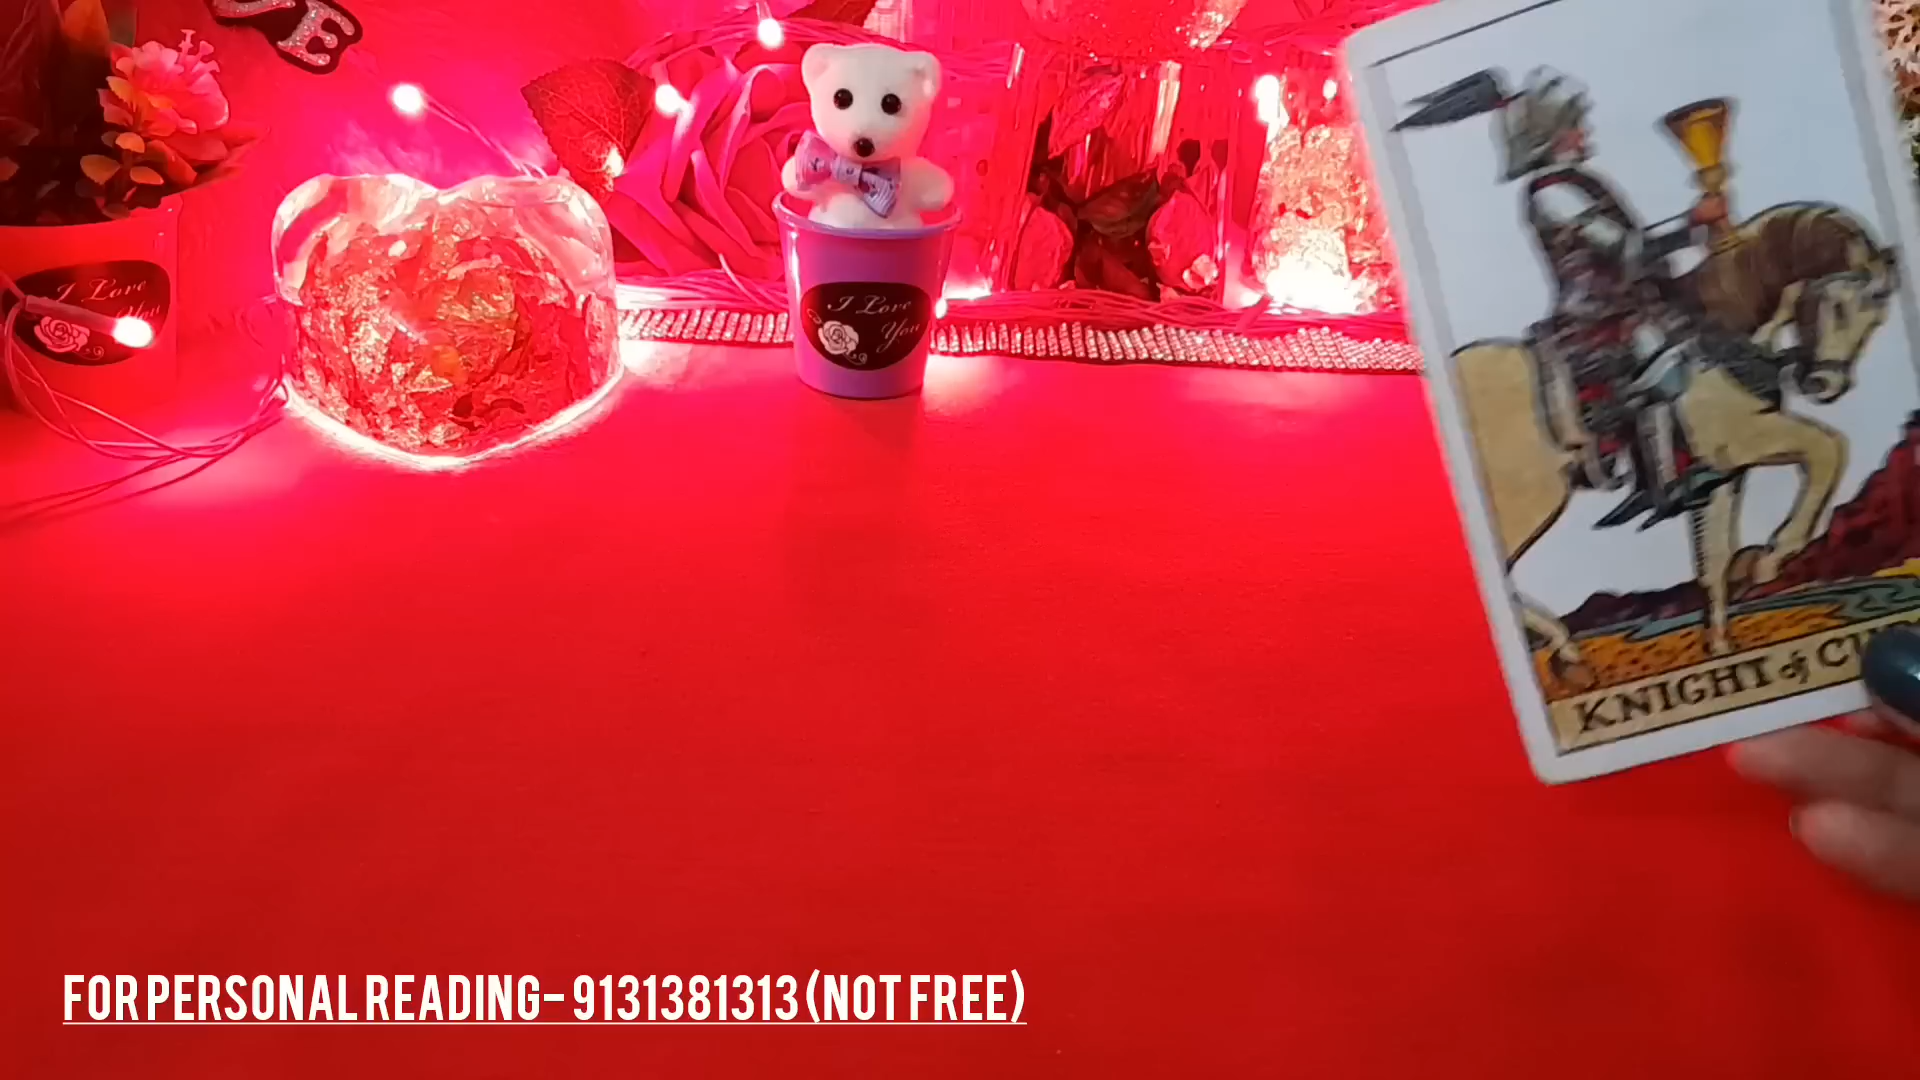 I Love
You
I Love
You
KNIGHT of
FOR PERSONAL READING- 9131381313 (NOT FREE)